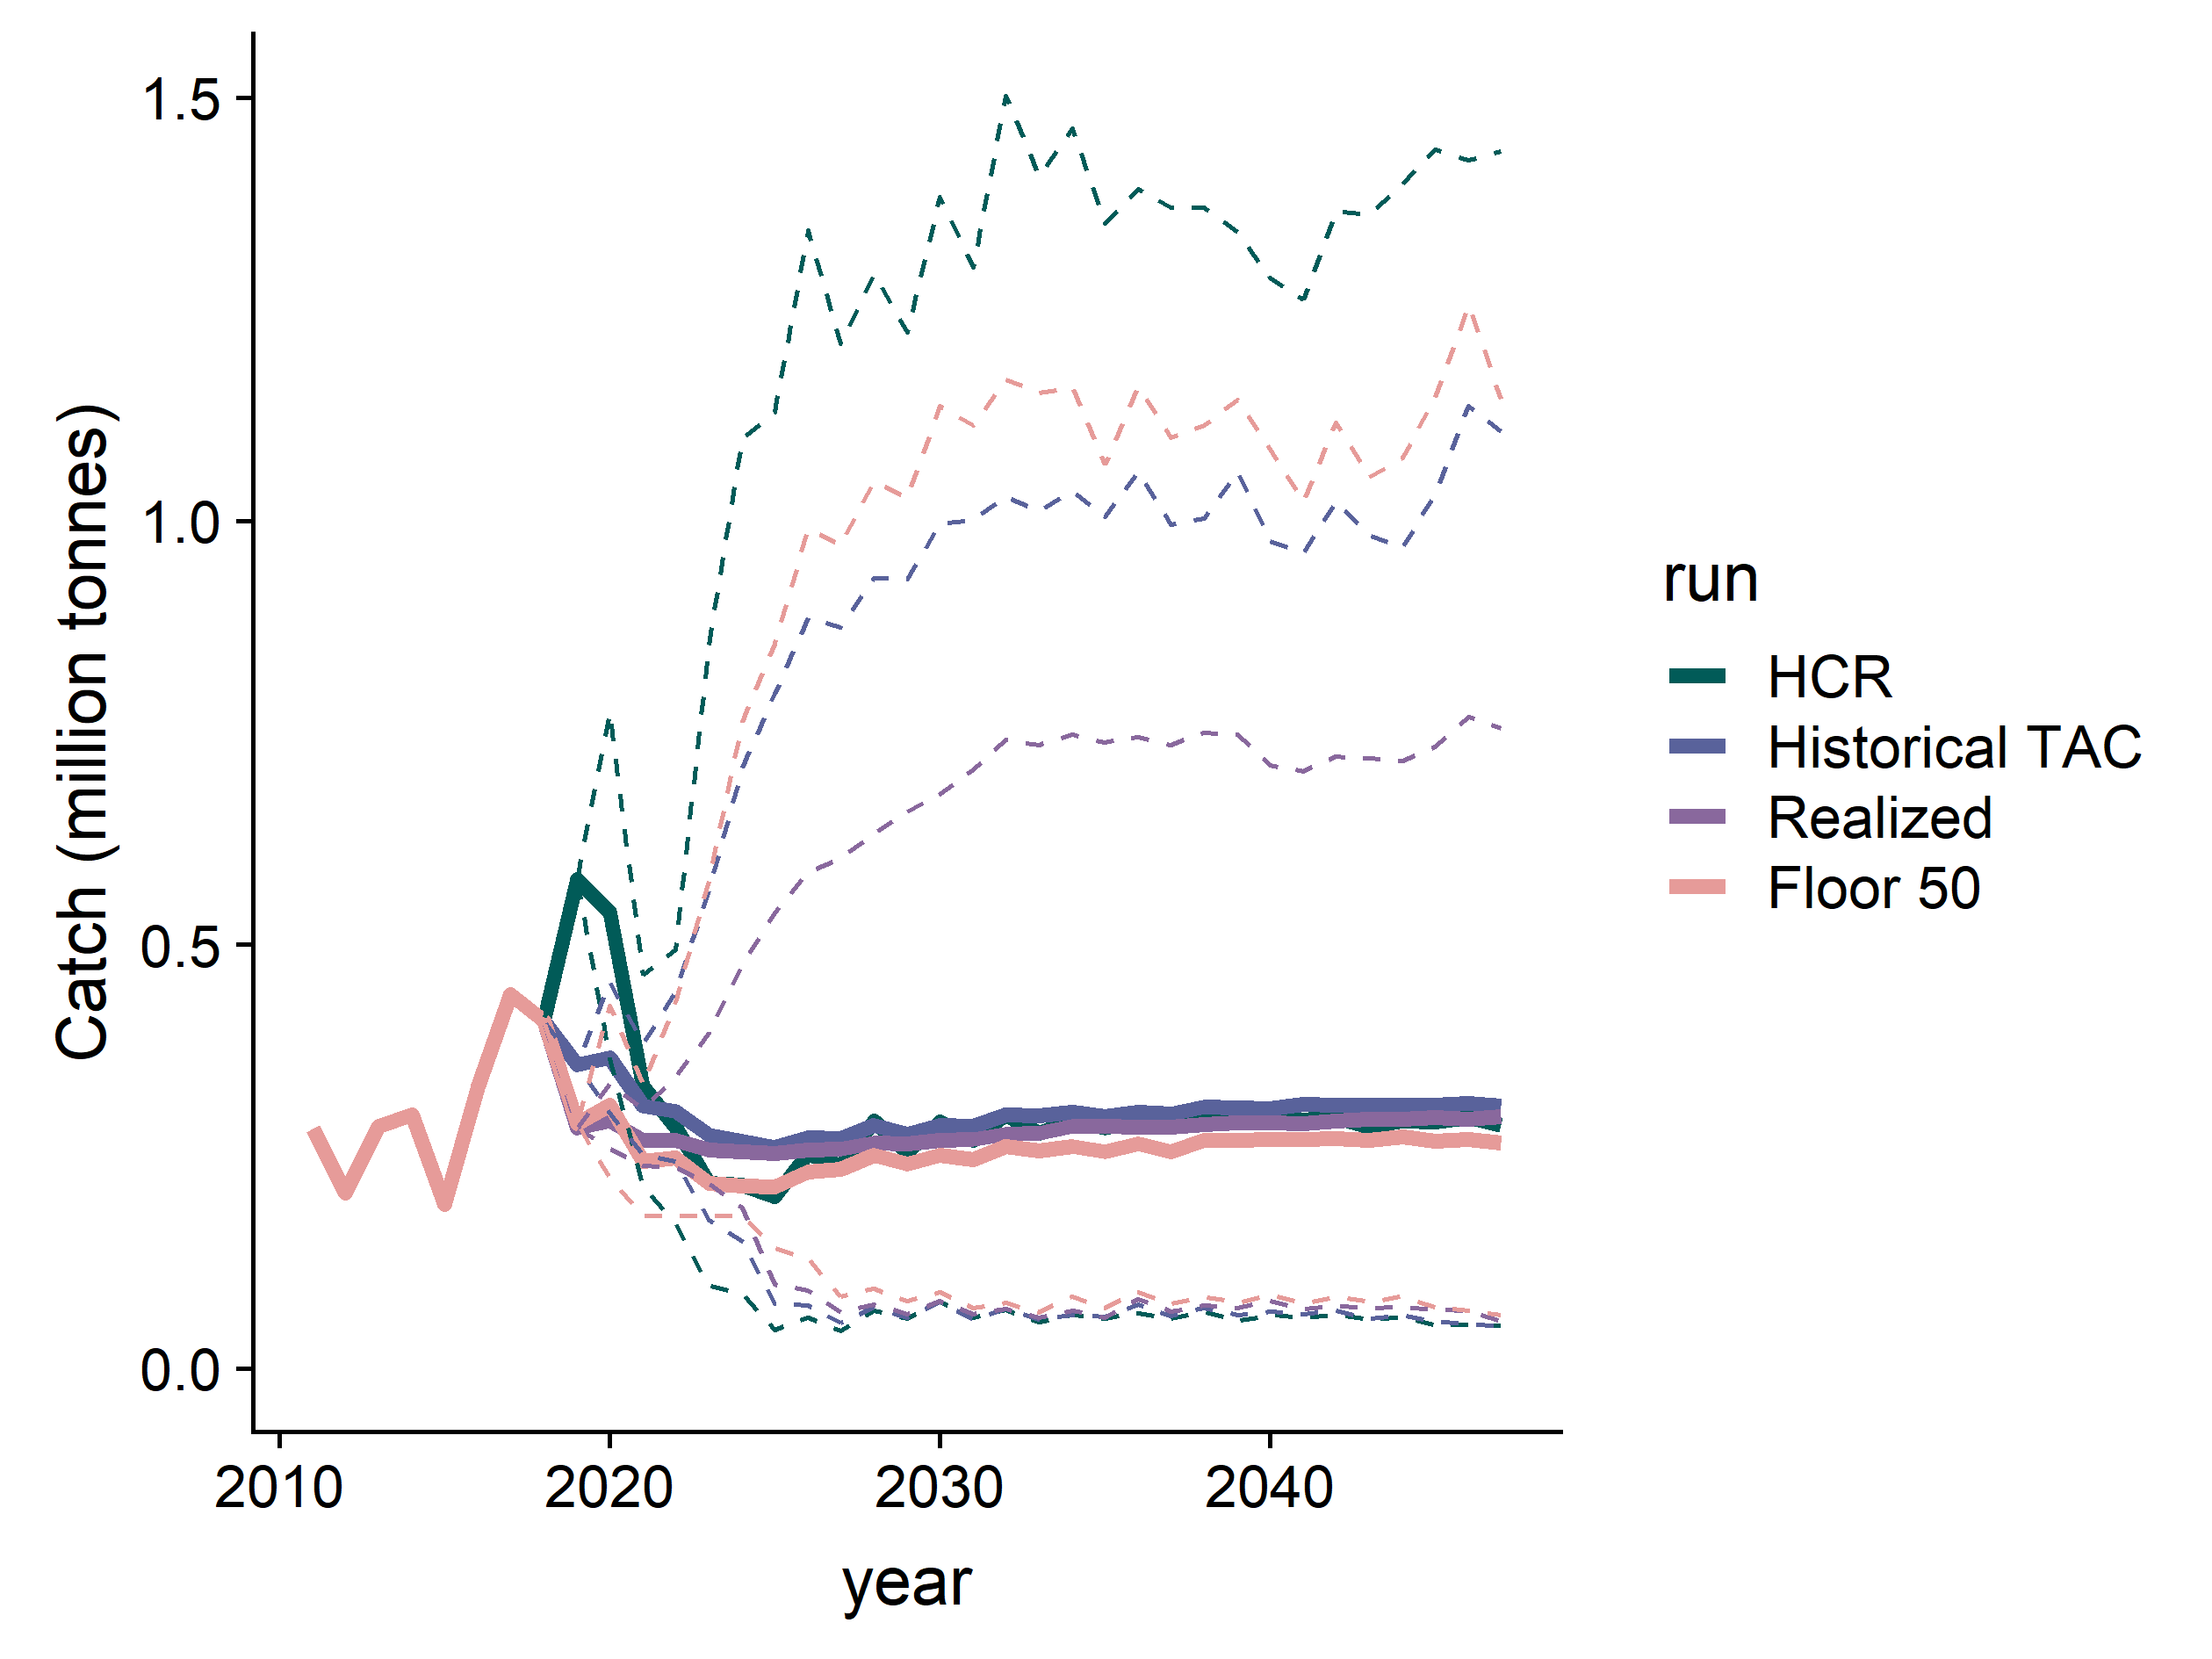 1.5
1.0
0.5
0.0
Catch (million tonnes)
2010
2020
2030
2040
year
run
HCR
Historical TAC
Realized
Floor 50